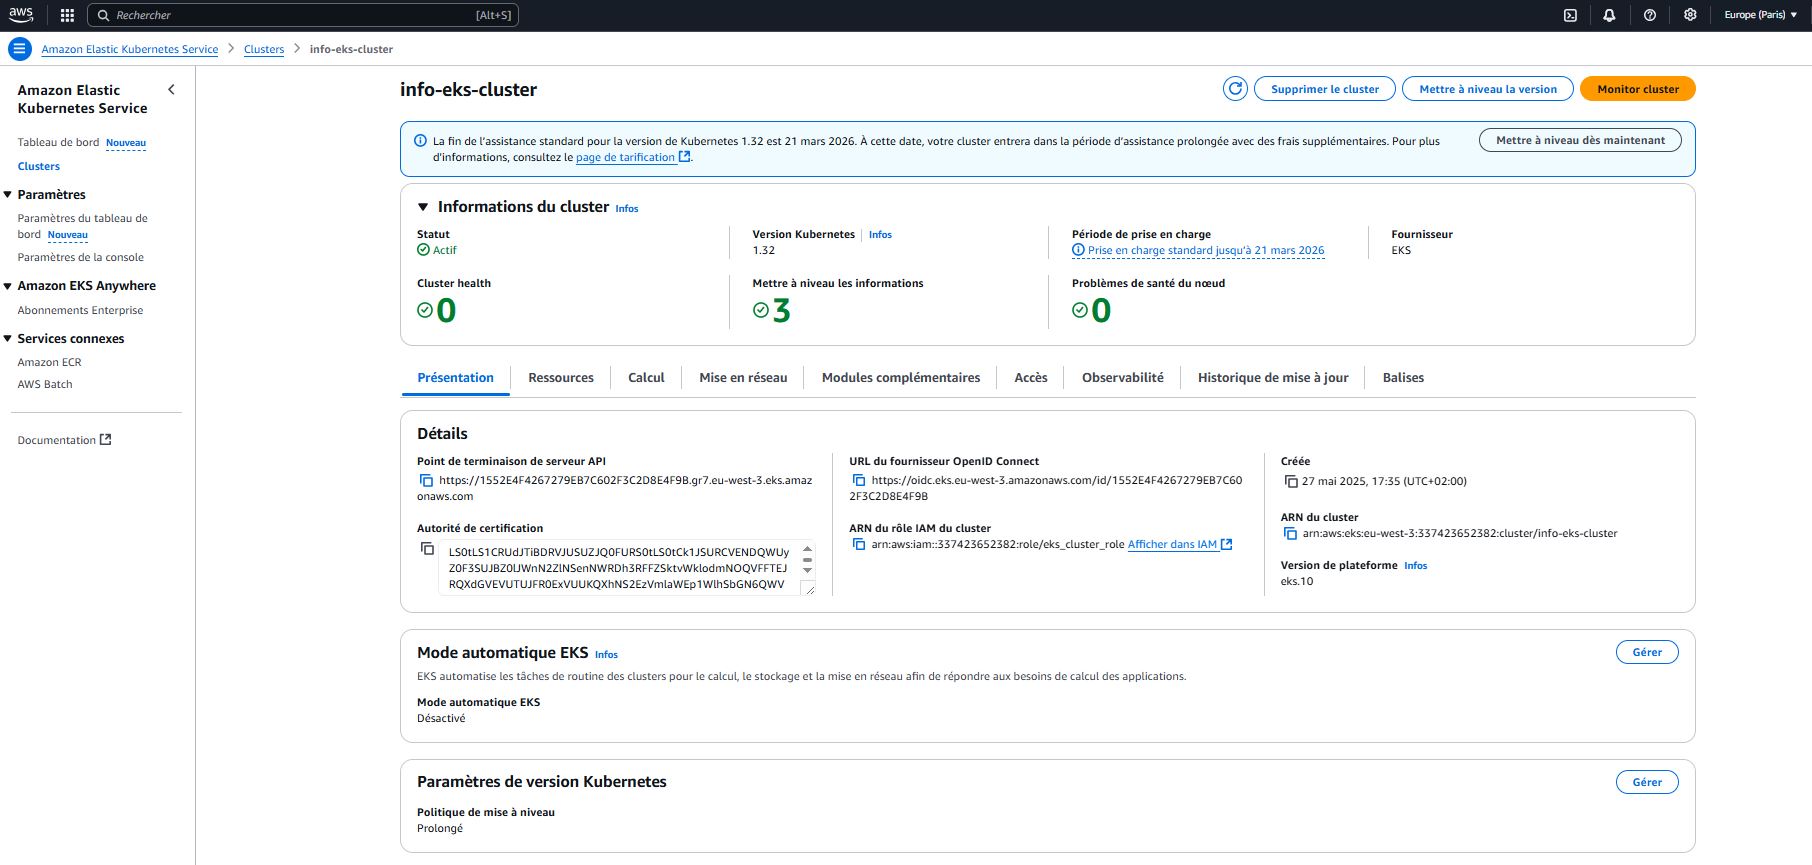 aws
Rechercher
[Alt+S]
Europe (Paris)
Amazon Elastic Kubernetes Service
Clusters
info-eks-cluster
Amazon Elastic
Kubernetes Service
Tableau de bord Nouveau
Clusters
Paramètres
Paramètres du tableau de
bord Nouveau
Paramètres de la console
Amazon EKS Anywhere
Abonnements Enterprise
Services connexes
Amazon ECR
AWS Batch
Documentation
info-eks-cluster
Supprimer le cluster
Mettre à niveau la version
Monitor cluster
La fin de l'assistance standard pour la version de Kubernetes 1.32 est 21 mars 2026. À cette date, votre cluster entrera dans la période d'assistance prolongée avec des frais supplémentaires. Pour plus
d'informations, consultez le page de tarification.
Mettre à niveau dès maintenant
Informations du cluster Infos
Statut
Actif
Version Kubernetes Infos
1.32
Période de prise en charge
Prise en charge standard jusqu'à 21 mars 2026
Fournisseur
EKS
Cluster health
0
Mettre à niveau les informations
3
Problèmes de santé du nœud
0
Présentation
Ressources
Calcul
Mise en réseau
Modules complémentaires
Accès
Observabilité
Historique de mise à jour
Balises
Détails
Point de terminaison de serveur API
https://1552E4F4267279EB7C602F3C2D8E4F9B.gr7.eu-west-3.eks.amaz
onaws.com
Autorité de certification
LS0tLS1CRUdJTiBDRVJUSUZJQ0FURS0tLS0tCk1JSURCVENDQWUy
Z0F3SUJBZ0lJWnN2ZlNSenNWRDh3RFFZSktvWklodmNOQVFFTEJ
RQXdGVEVUTUJFR0ExVUUKQXhNS2EzVmlaWEp1WlhSbGN6QWV
URL du fournisseur OpenID Connect
https://oidc.eks.eu-west-3.amazonaws.com/id/1552E4F4267279EB7C60
2F3C2D8E4F9B
ARN du rôle IAM du cluster
arn:aws:iam::337423652382:role/eks_cluster_role Afficher dans IAM
Créée
27 mai 2025, 17:35 (UTC+02:00)
ARN du cluster
arn:aws:eks:eu-west-3:337423652382:cluster/info-eks-cluster
Version de plateforme Infos
eks.10
Mode automatique EKS Infos
Gérer
EKS automatise les tâches de routine des clusters pour le calcul, le stockage et la mise en réseau afin de répondre aux besoins de calcul des applications.
Mode automatique EKS
Désactivé
Paramètres de version Kubernetes
Gérer
Politique de mise à niveau
Prolongé